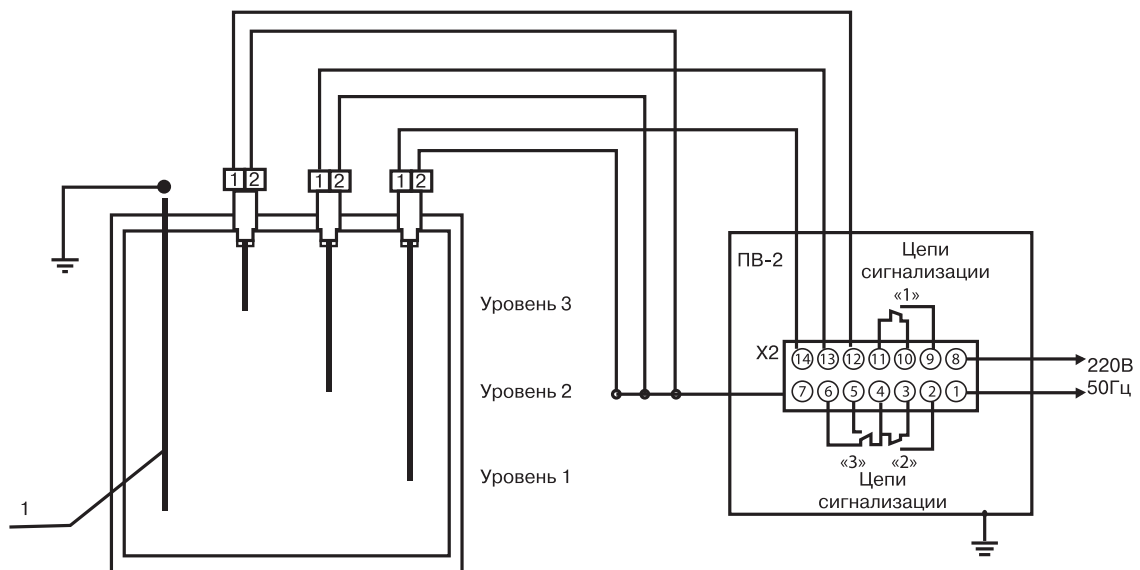 1 2
1 2
1 2
Уровень 3
Уровень 2
Уровень 1
1
ПВ-2
Цепи
сигнализации
«1»
X2
14 13 12 11 10 9 8
7 6 5 4 3 2 1
220В
50Гц
«3» «2»
Цепи
сигнализации